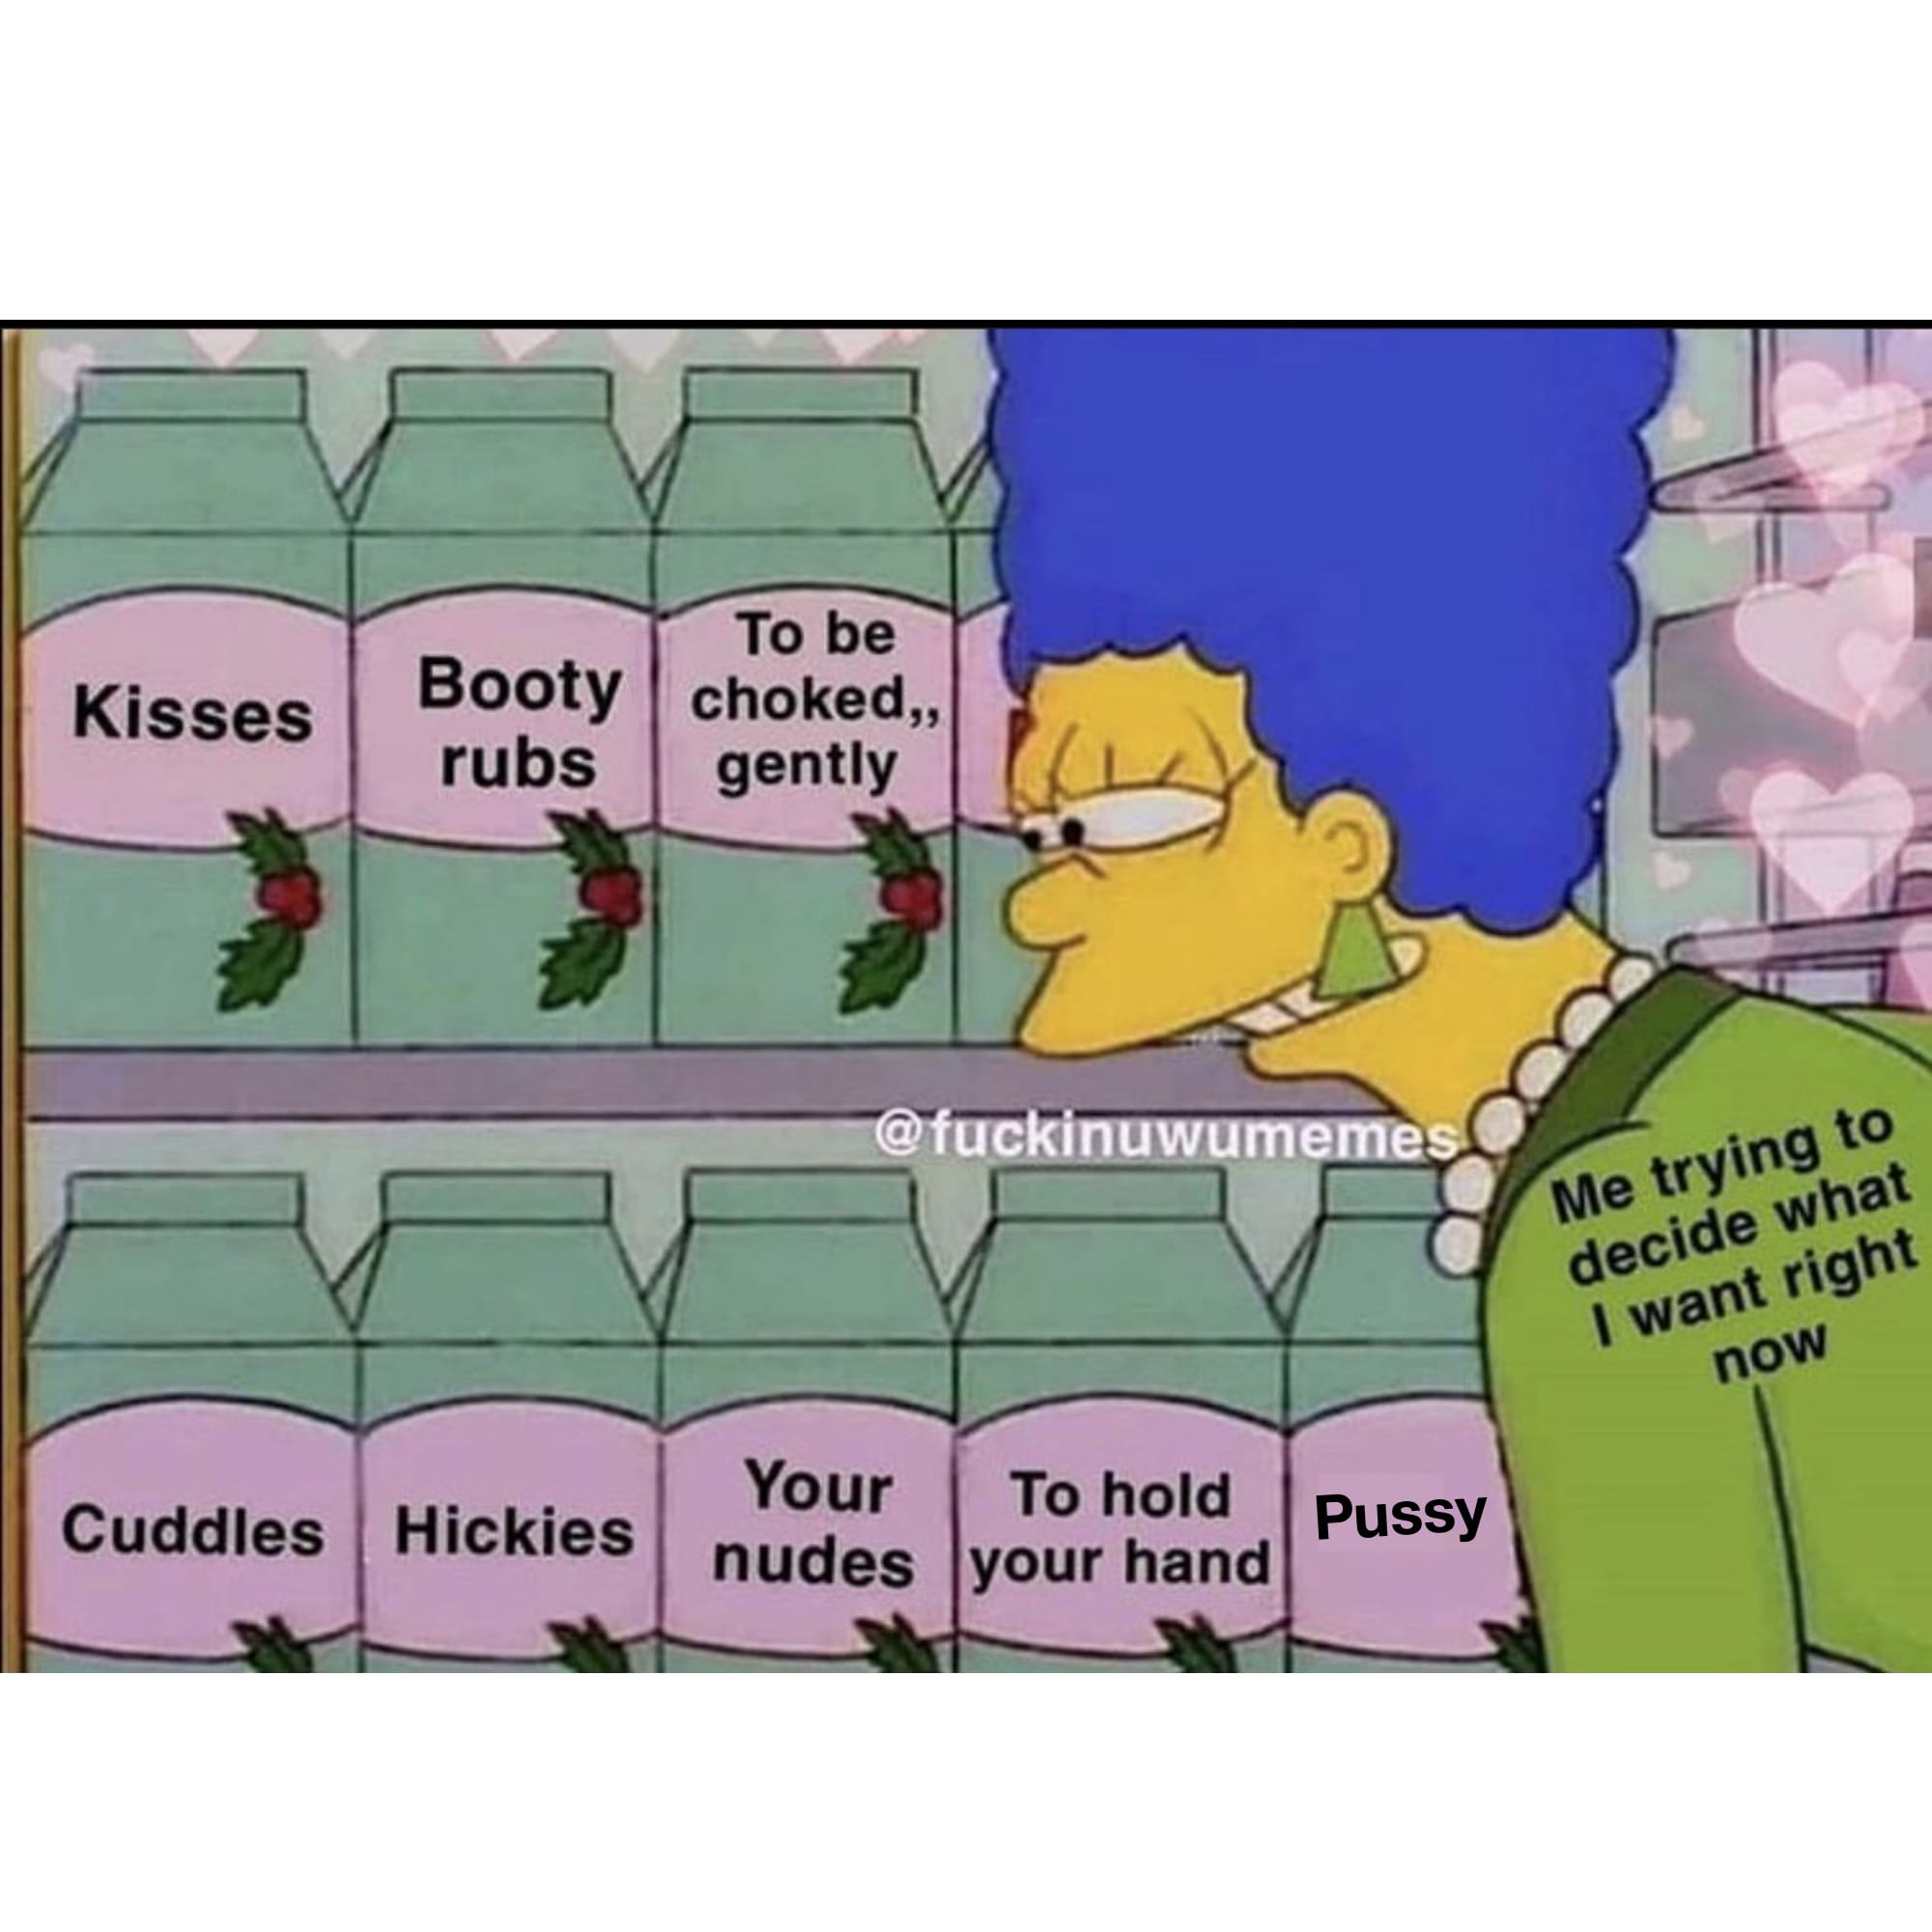 Kisses
Booty
rubs
To be
choked,,
gently
@fuckinuwumemes
Me trying to
decide what
I want right
now
Cuddles
Hickies
Your
nudes
To hold
your hand
Pussy